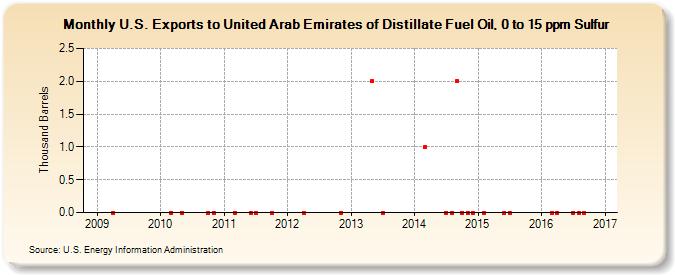 Monthly U.S. Exports to United Arab Emirates of Distillate Fuel Oil, 0 to 15 ppm Sulfur
Thousand Barrels
2.5
2.0
1.5
1.0
0.5
0.0
2009 2010 2011 2012 2013 2014 2015 2016 2017
Source: U.S. Energy Information Administration